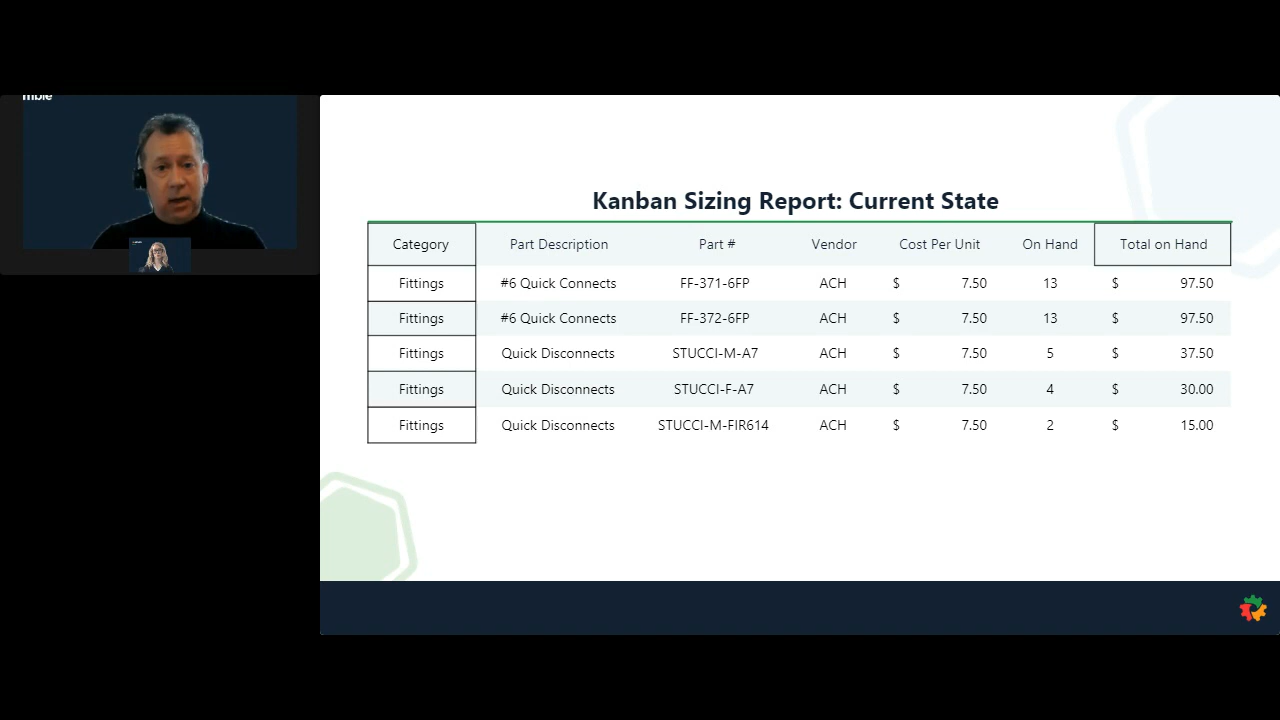 Kanban Sizing Report: Current State
Category Part Description Part # Vendor Cost Per Unit On Hand Total on Hand
Fittings #6 Quick Connects FF-371-6FP ACH $ 7.50 13 $ 97.50
Fittings #6 Quick Connects FF-372-6FP ACH $ 7.50 13 $ 97.50
Fittings Quick Disconnects STUCCI-M-A7 ACH $ 7.50 5 $ 37.50
Fittings Quick Disconnects STUCCI-F-A7 ACH $ 7.50 4 $ 30.00
Fittings Quick Disconnects STUCCI-M-FIR614 ACH $ 7.50 2 $ 15.00